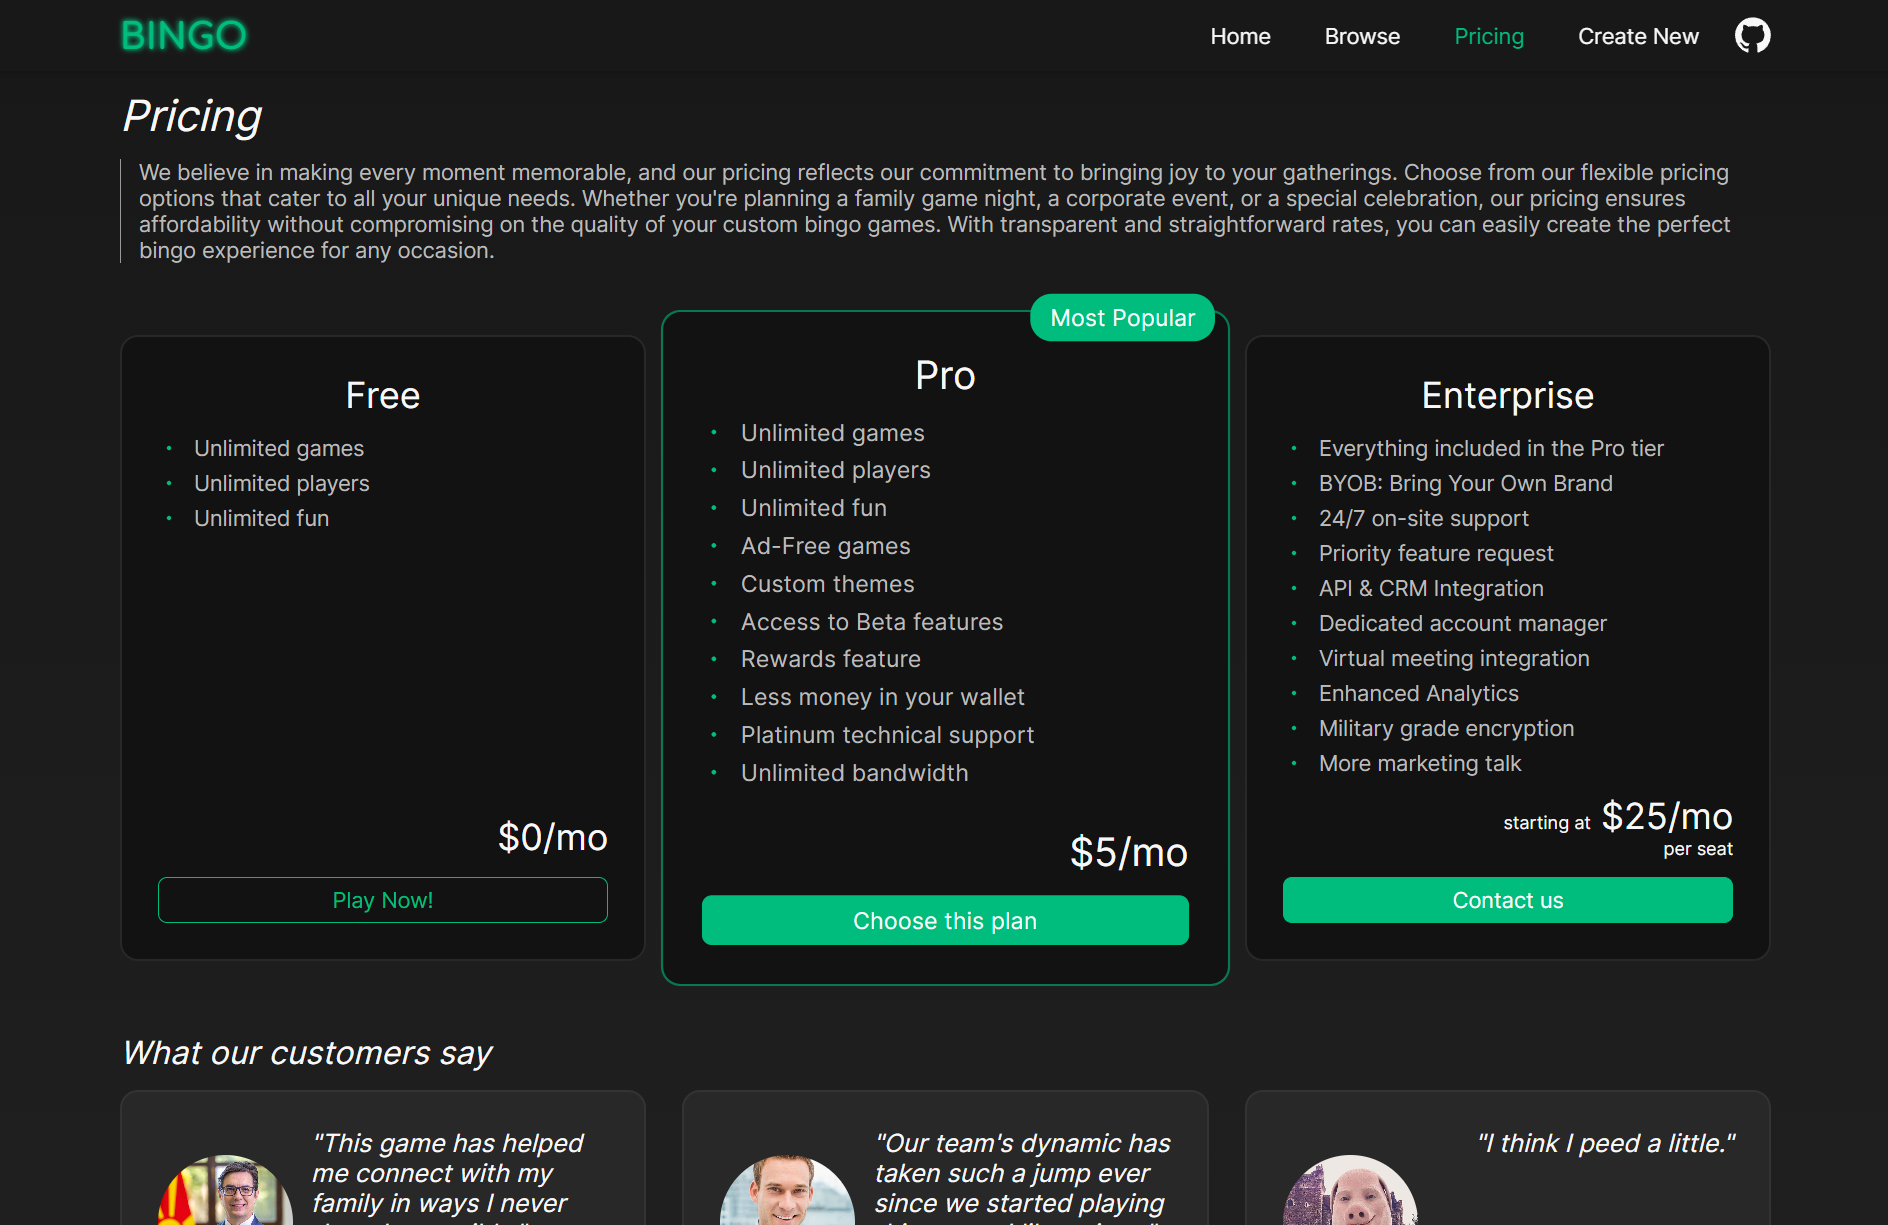 BINGO
Home
Browse
Pricing
Create New
Pricing
We believe in making every moment memorable, and our pricing reflects our commitment to bringing joy to your gatherings. Choose from our flexible pricing
options that cater to all your unique needs. Whether you're planning a family game night, a corporate event, or a special celebration, our pricing ensures
affordability without compromising on the quality of your custom bingo games. With transparent and straightforward rates, you can easily create the perfect
bingo experience for any occasion.
Free
Unlimited games
Unlimited players
Unlimited fun
$0/mo
Play Now!
Most Popular
Pro
Unlimited games
Unlimited players
Unlimited fun
Ad-Free games
Custom themes
Access to Beta features
Rewards feature
Less money in your wallet
Platinum technical support
Unlimited bandwidth
$5/mo
Choose this plan
Enterprise
Everything included in the Pro tier
BYOB: Bring Your Own Brand
24/7 on-site support
Priority feature request
API & CRM Integration
Dedicated account manager
Virtual meeting integration
Enhanced Analytics
Military grade encryption
More marketing talk
starting at $25/mo
per seat
Contact us
What our customers say
"This game has helped
me connect with my
family in ways I never
"Our team's dynamic has
taken such a jump ever
since we started playing
"I think I peed a little."